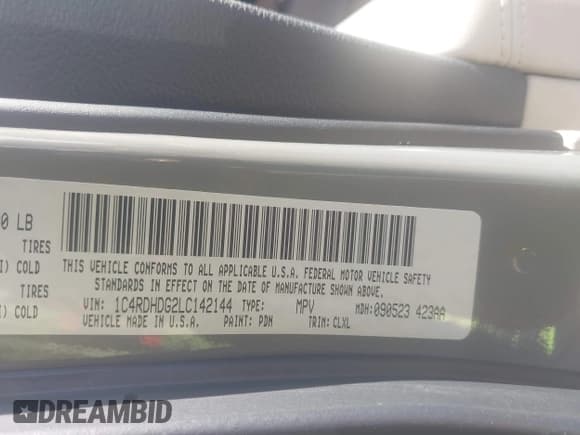 0 LB
TIRES
I) COLD
TIRES
I) COLD
THIS VEHICLE CONFORMS TO ALL APPLICABLE U.S.A. FEDERAL MOTOR VEHICLE SAFETY
STANDARDS IN EFFECT ON THE DATE OF MANUFACTURE SHOWN ABOVE.
VIN: 1C4RDHDG2LC142144 TYPE: MPV MDH: 090523 423AA
VEHICLE MADE IN U.S.A. PAINT: PDN TRIM: CLXL
DREAMBID